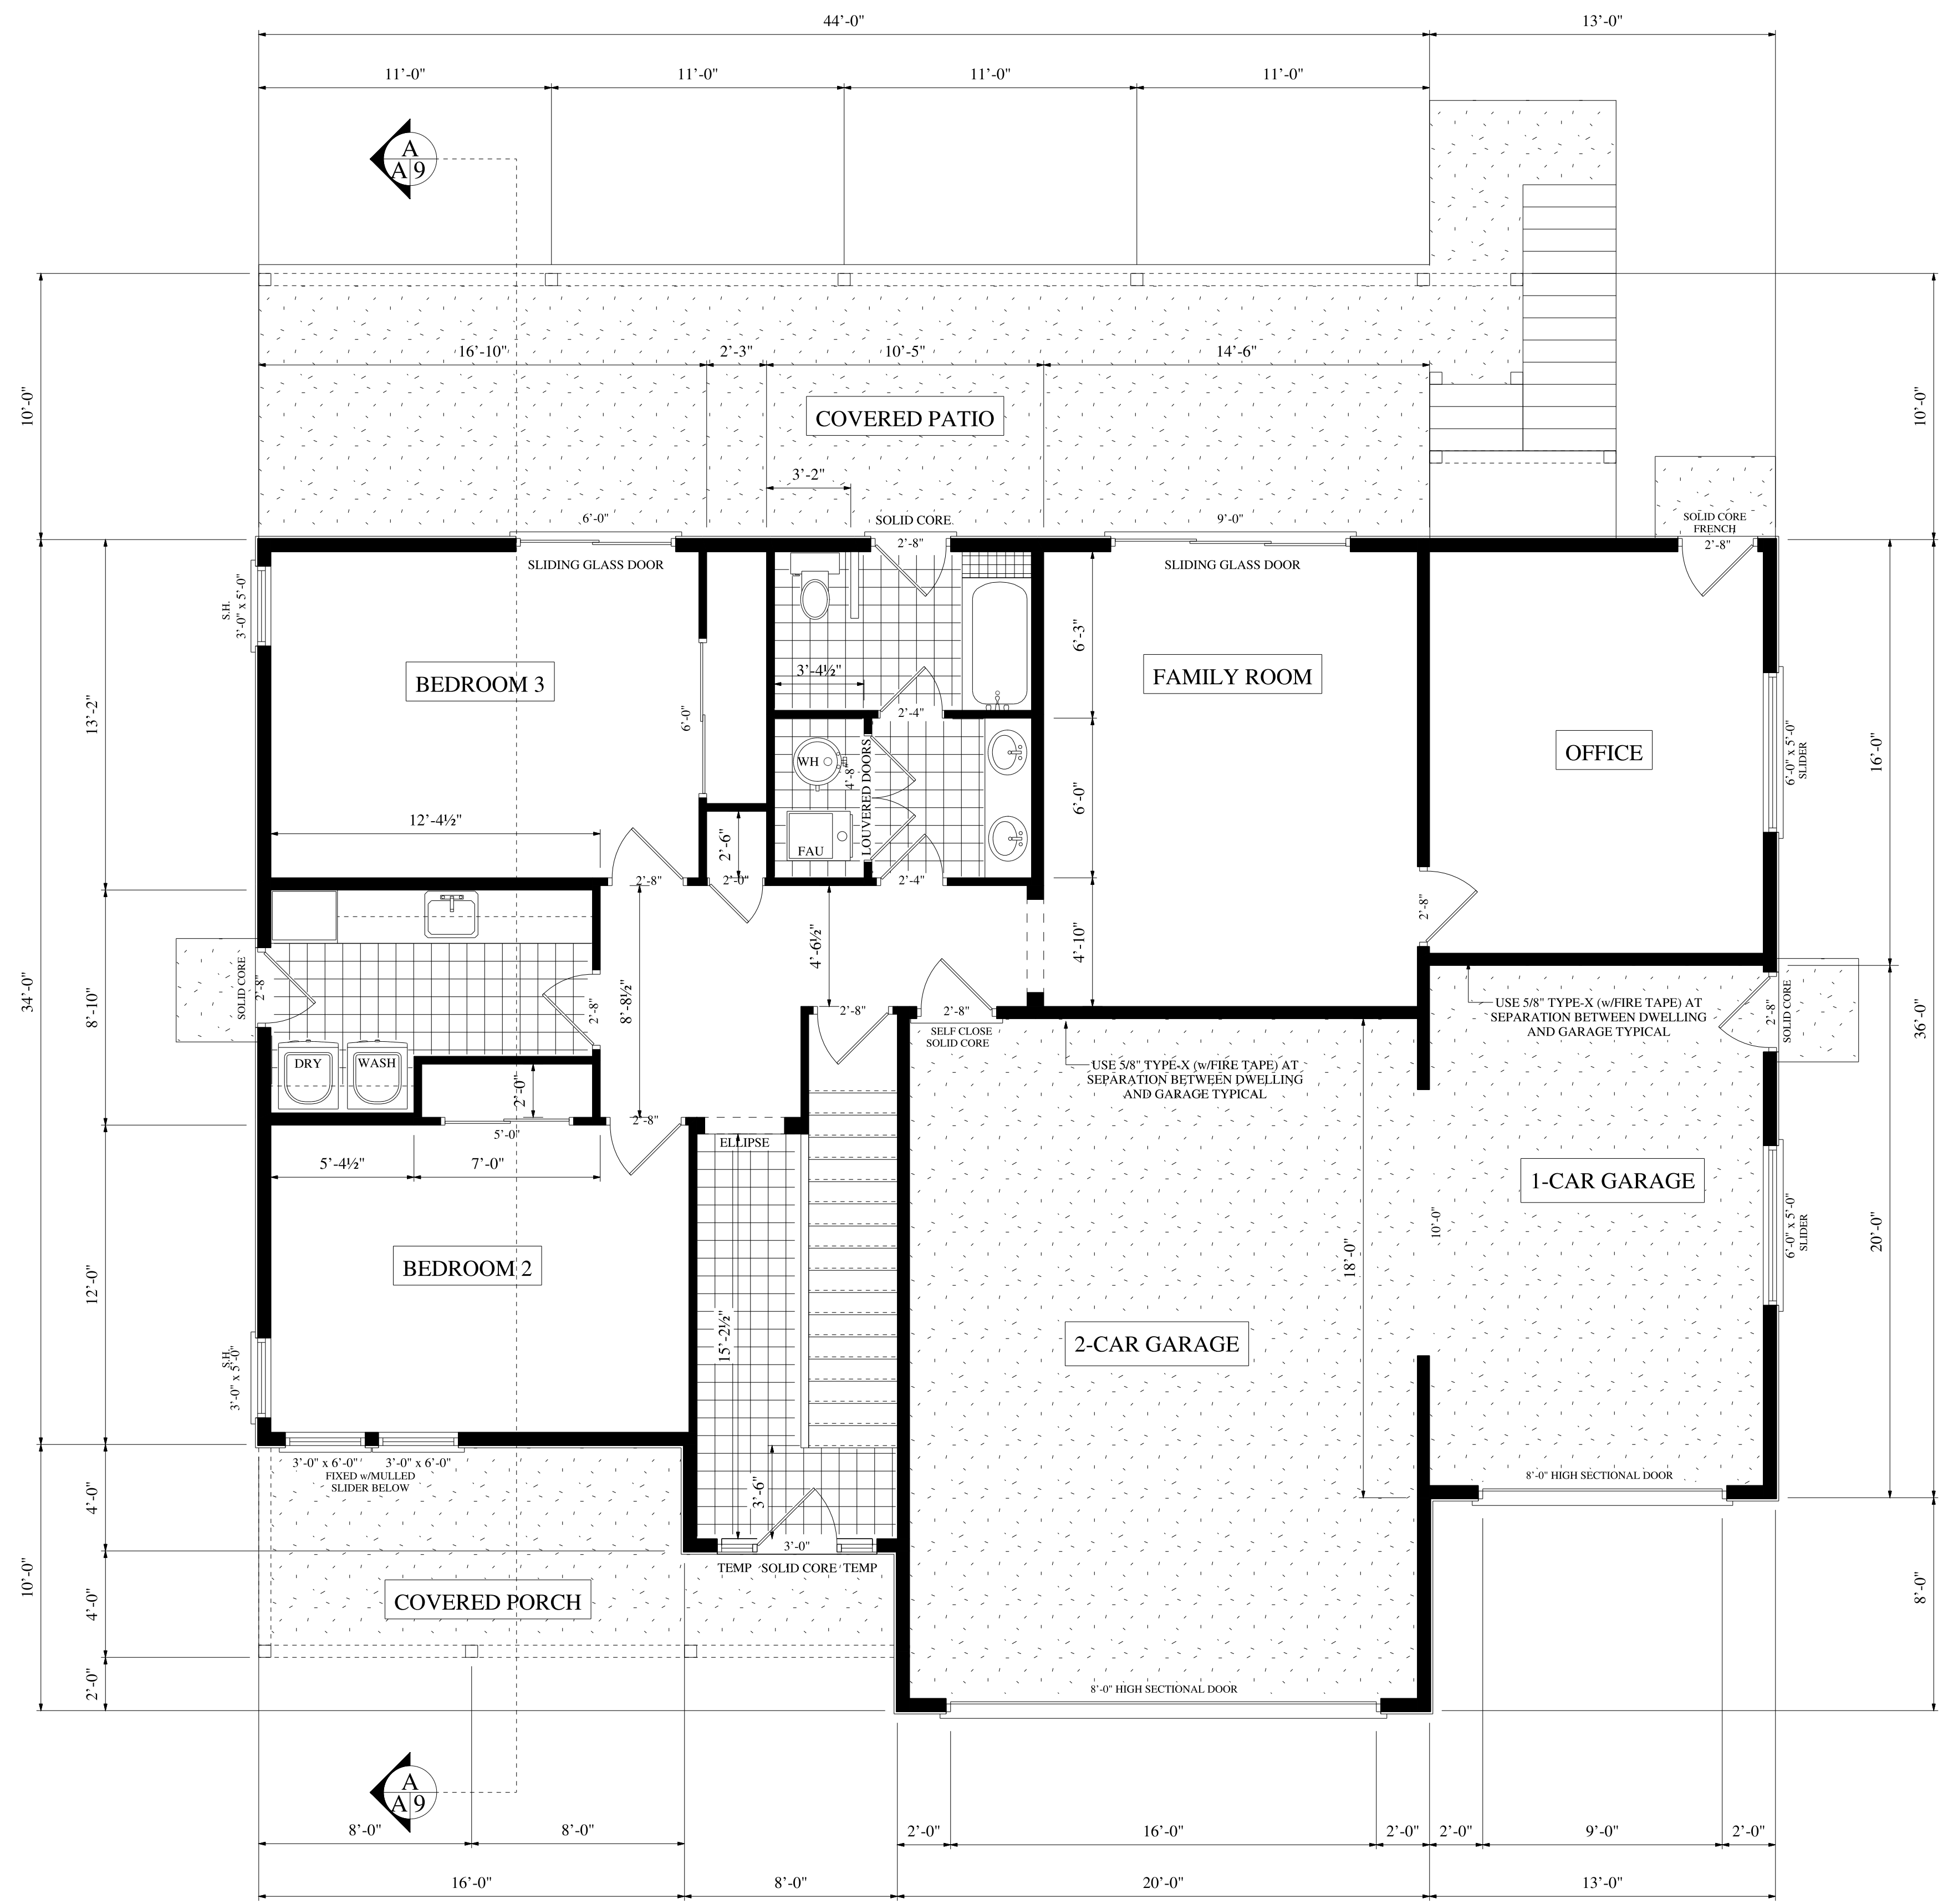 44'-0"
13'-0"
11'-0"
11'-0"
11'-0"
11'-0"
A
A 9
16'-10"
2'-3"
10'-5"
14'-6"
10'-0"
10'-0"
COVERED PATIO
3'-2"
6'-0"
SOLID CORE
2'-8"
9'-0"
SOLID CORE
FRENCH
2'-8"
SLIDING GLASS DOOR
SLIDING GLASS DOOR
S.H.
3'-0" x 5'-0"
6'-3"
3'-4½"
BEDROOM 3
FAMILY ROOM
13'-2"
6'-0"
2'-4"
OFFICE
6'-0" x 5'-0"
SLIDER
16'-0"
WH
4'-8"
LOUVERED DOORS
6'-0"
12'-4½"
2'-6"
FAU
2'-8"
2'-0"
2'-4"
2'-8"
34'-0"
8'-10"
SOLID CORE
2'-8"
2'-8"
8'-8½"
4'-6½"
4'-10"
2'-8"
2'-8"
SELF CLOSE
SOLID CORE
USE 5/8" TYPE-X (w/FIRE TAPE) AT
SEPARATION BETWEEN DWELLING
AND GARAGE TYPICAL
2'-8"
SOLID CORE
36'-0"
DRY
WASH
2'-0"
USE 5/8" TYPE-X (w/FIRE TAPE) AT
SEPARATION BETWEEN DWELLING
AND GARAGE TYPICAL
5'-0"
2'-8"
ELLIPSE
5'-4½"
7'-0"
1-CAR GARAGE
10'-0"
6'-0" x 5'-0"
SLIDER
20'-0"
18'-0"
12'-0"
BEDROOM 2
15'-2½"
2-CAR GARAGE
S.H.
3'-0" x 5'-0"
3'-0" x 6'-0"
3'-0" x 6'-0"
FIXED w/MULLED
SLIDER BELOW
8'-0" HIGH SECTIONAL DOOR
4'-0"
3'-6"
3'-0"
TEMP
SOLID CORE
TEMP
10'-0"
4'-0"
COVERED PORCH
8'-0"
2'-0"
8'-0" HIGH SECTIONAL DOOR
A
A 9
8'-0"
8'-0"
2'-0"
16'-0"
2'-0"
2'-0"
9'-0"
2'-0"
16'-0"
8'-0"
20'-0"
13'-0"